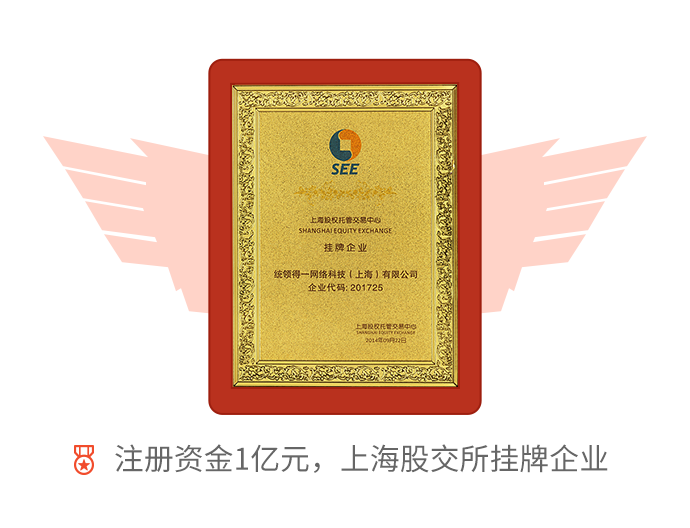 SEE
上海股权托管交易中心
SHANGHAI EQUITY EXCHANGE
挂牌企业
统领得一网络科技（上海）有限公司
企业代码: 201725
上海股权托管交易中心
SHANGHAI EQUITY EXCHANGE
2014年09月22日
注册资金1亿元，上海股交所挂牌企业